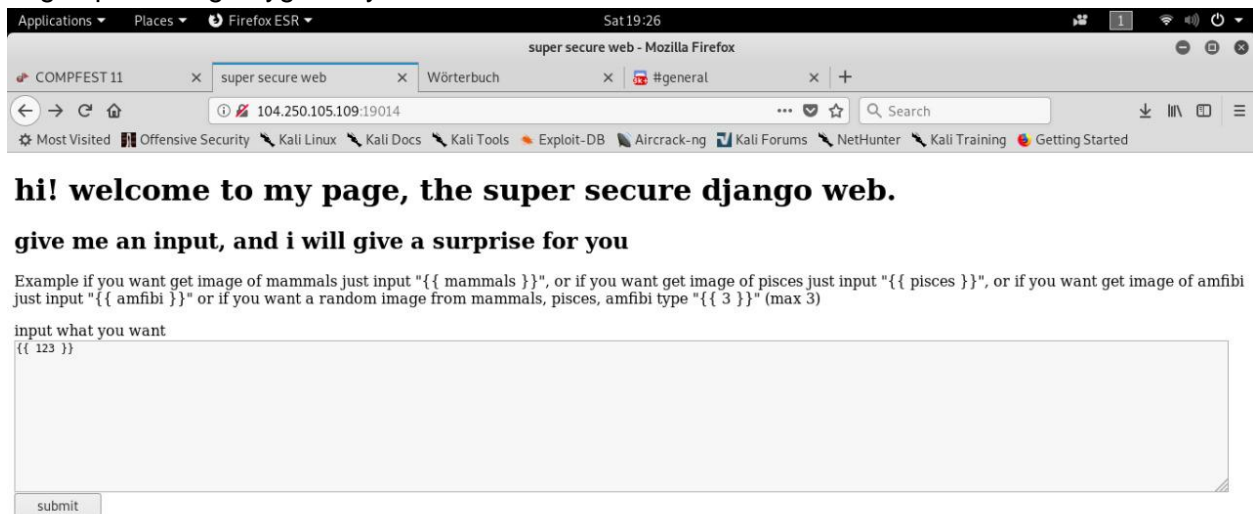 Applications Places Firefox ESR Sat 19:26 1
super secure web - Mozilla Firefox
COMPFEST 11 super secure web Wörterbuch #general
104.250.105.109:19014 Search
Most Visited Offensive Security Kali Linux Kali Docs Kali Tools Exploit-DB Aircrack-ng Kali Forums NetHunter Kali Training Getting Started
hi! welcome to my page, the super secure django web.
give me an input, and i will give a surprise for you
Example if you want get image of mammals just input "{{ mammals }}", or if you want get image of pisces just input "{{ pisces }}", or if you want get image of amfibi
just input "{{ amfibi }}" or if you want a random image from mammals, pisces, amfibi type "{{ 3 }}" (max 3)
input what you want
{{ 123 }}
submit